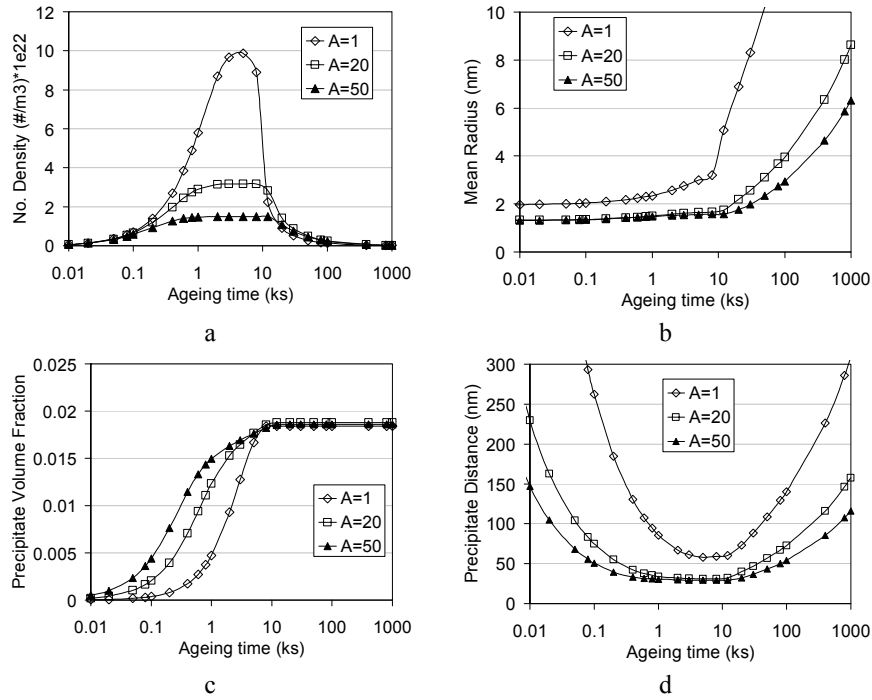 No. Density (#/m3)*1e22
12
10
8
6
4
2
0
0.01 0.1 1 10 100 1000
Ageing time (ks)
A=1
A=20
A=50
a
Mean Radius (nm)
10
8
6
4
2
0
0.01 0.1 1 10 100 1000
Ageing time (ks)
A=1
A=20
A=50
b
Precipitate Volume Fraction
0.025
0.02
0.015
0.01
0.005
0
0.01 0.1 1 10 100 1000
Ageing time (ks)
A=1
A=20
A=50
c
Precipitate Distance (nm)
300
250
200
150
100
50
0
0.01 0.1 1 10 100 1000
Ageing time (ks)
A=1
A=20
A=50
d